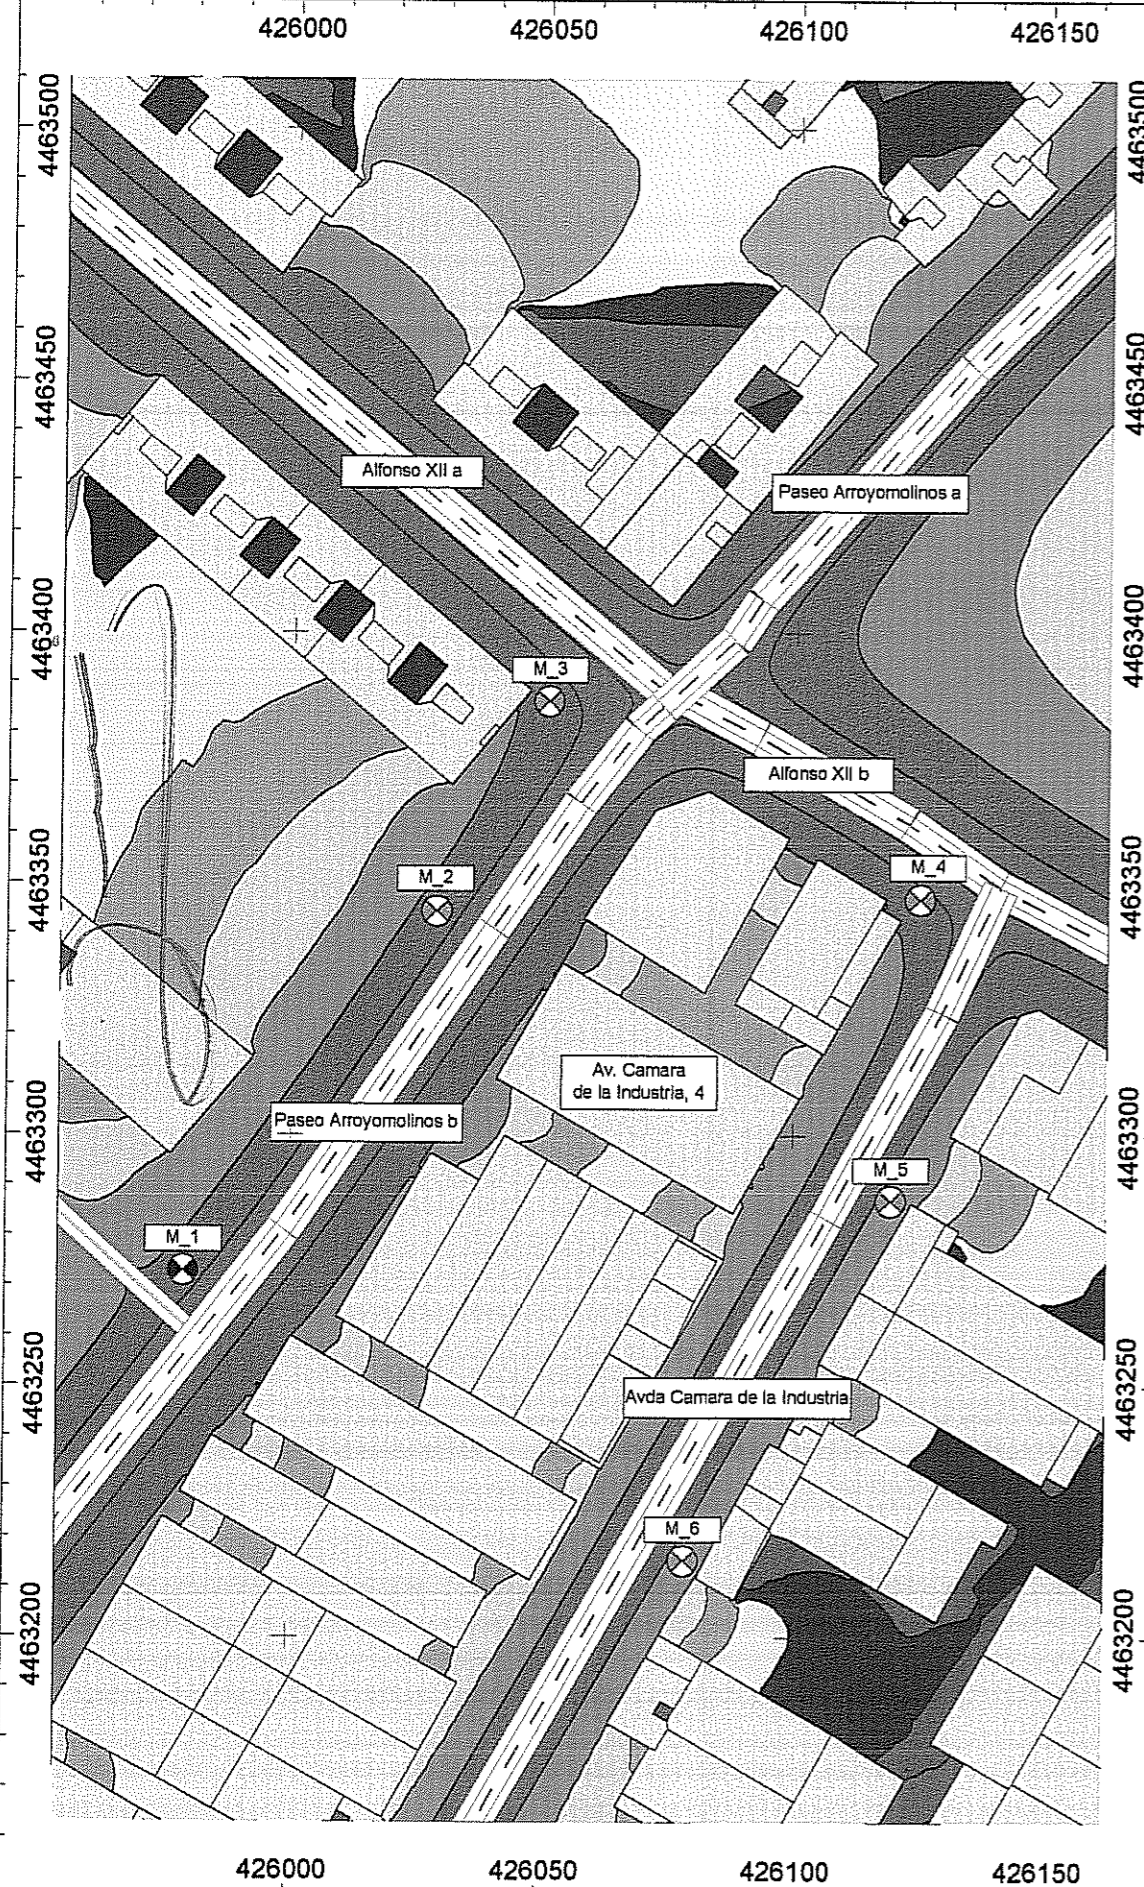 426000 426050 426100 426150
4463500
4463500
4463450
4463450
Alfonso XII a
Paseo Arroyomolinos a
4463400
4463400
M_3
Alfonso XII b
M_4
M_2
4463350
4463350
Av. Camara
de la Industria, 4
Paseo Arroyomolinos b
4463300
4463300
M_5
M_1
4463250
4463250
Avda Camara de la Industria
M_6
4463200
4463200
426000 426050 426100 426150